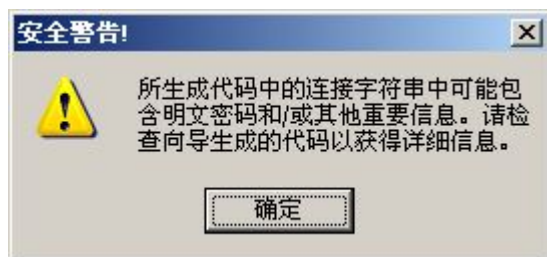 安全警告!
所生成代码中的连接字符串中可能包
含明文密码和/或其他重要信息。请检
查向导生成的代码以获得详细信息。
确定